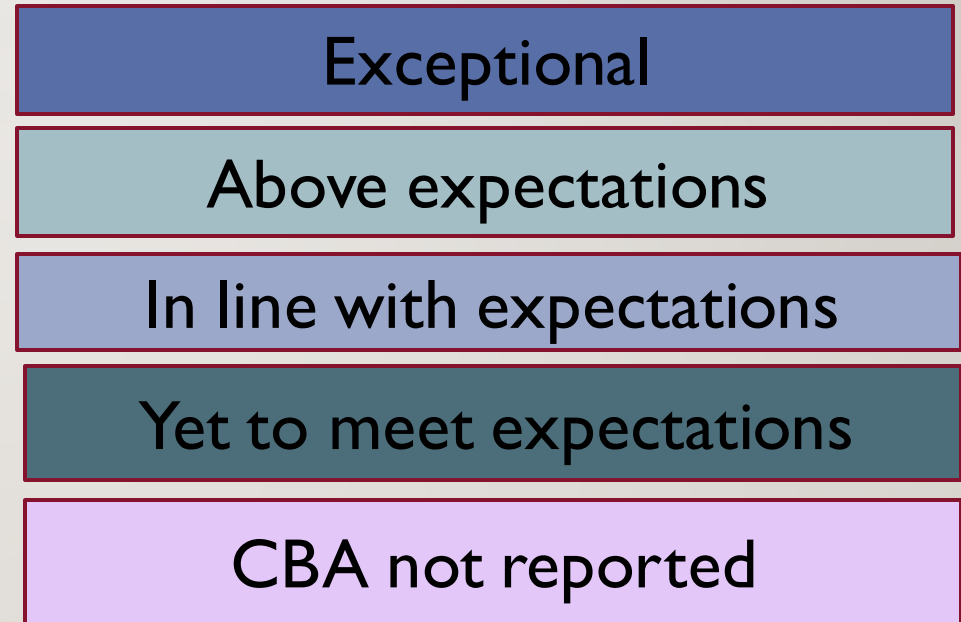 Exceptional
Above expectations
In line with expectations
Yet to meet expectations
CBA not reported